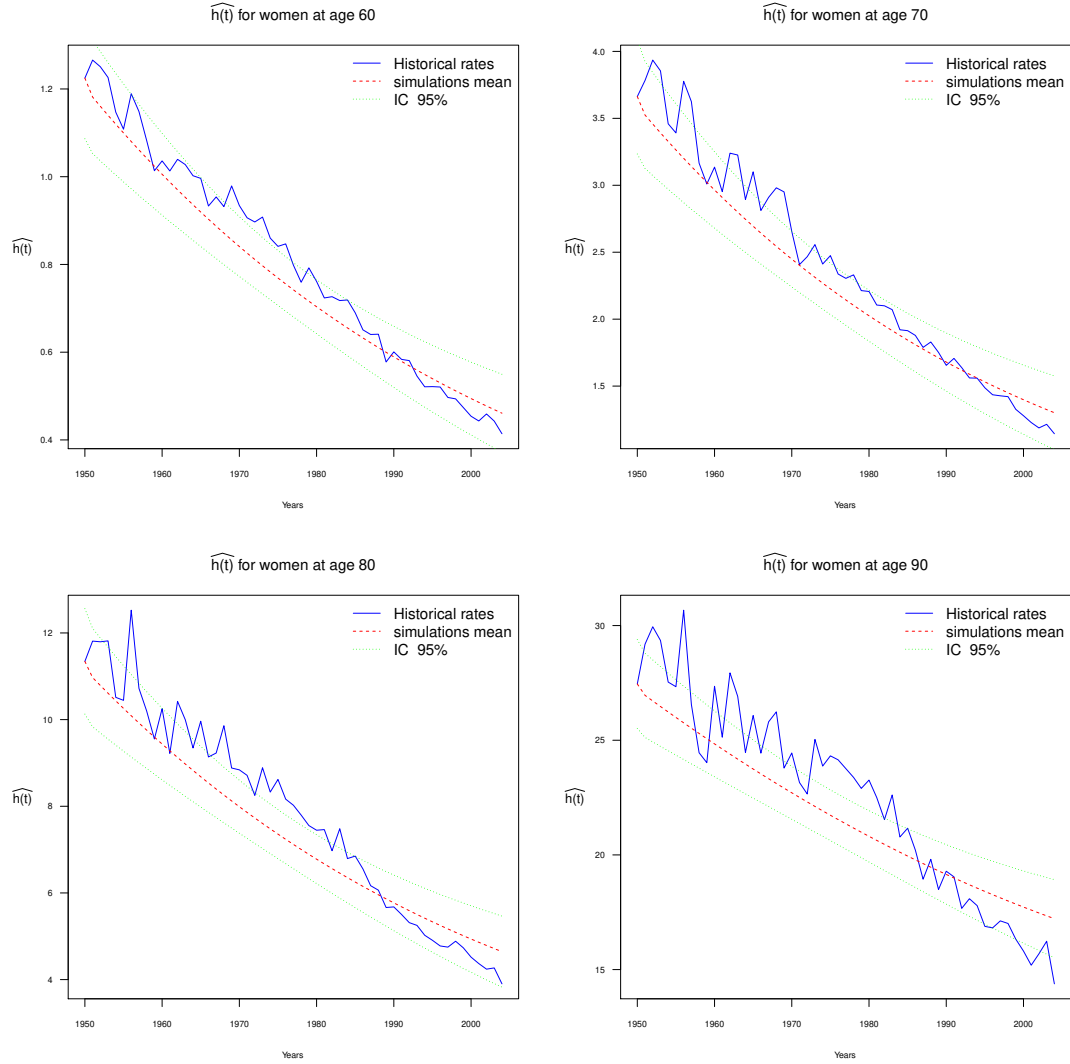 h(t) for women at age 60
Historical rates
simulations mean
IC 95%
1.2
1.0
0.8
0.6
0.4
h(t)
1950
1960
1970
1980
1990
2000
Years
h(t) for women at age 70
Historical rates
simulations mean
IC 95%
4.0
3.5
3.0
2.5
2.0
1.5
h(t)
1950
1960
1970
1980
1990
2000
Years
h(t) for women at age 80
Historical rates
simulations mean
IC 95%
12
10
8
6
4
h(t)
1950
1960
1970
1980
1990
2000
Years
h(t) for women at age 90
Historical rates
simulations mean
IC 95%
30
25
20
15
h(t)
1950
1960
1970
1980
1990
2000
Years